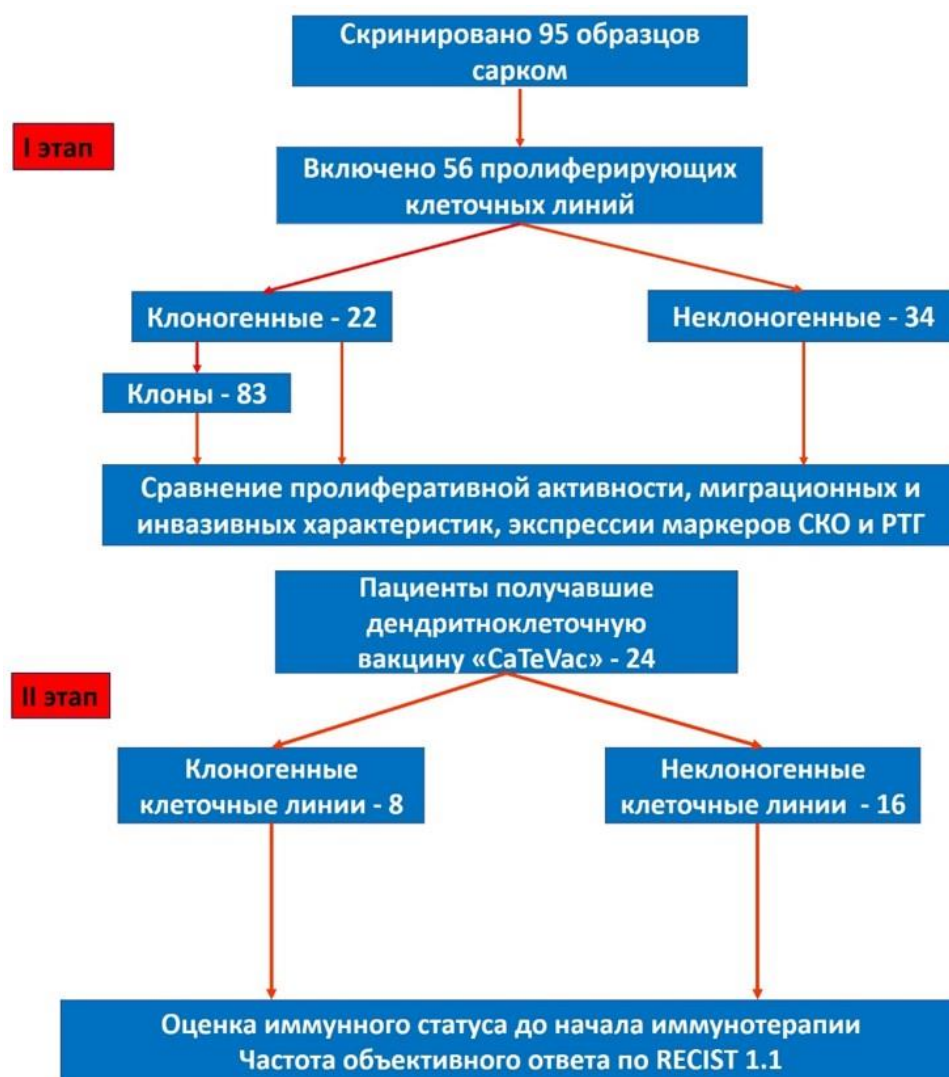 Скринировано 95 образцов
сарком
I этап
Включено 56 пролиферирующих
клеточных линий
Клоногенные - 22
Неклоногенные - 34
Клоны - 83
Сравнение пролиферативной активности, миграционных и
инвазивных характеристик, экспрессии маркеров СКО и РТГ
Пациенты получавшие
дендритноклеточную
вакцину «CaTeVac» - 24
II этап
Клоногенные
клеточные линии - 8
Неклоногенные
клеточные линии - 16
Оценка иммунного статуса до начала иммунотерапии
Частота объективного ответа по RECIST 1.1